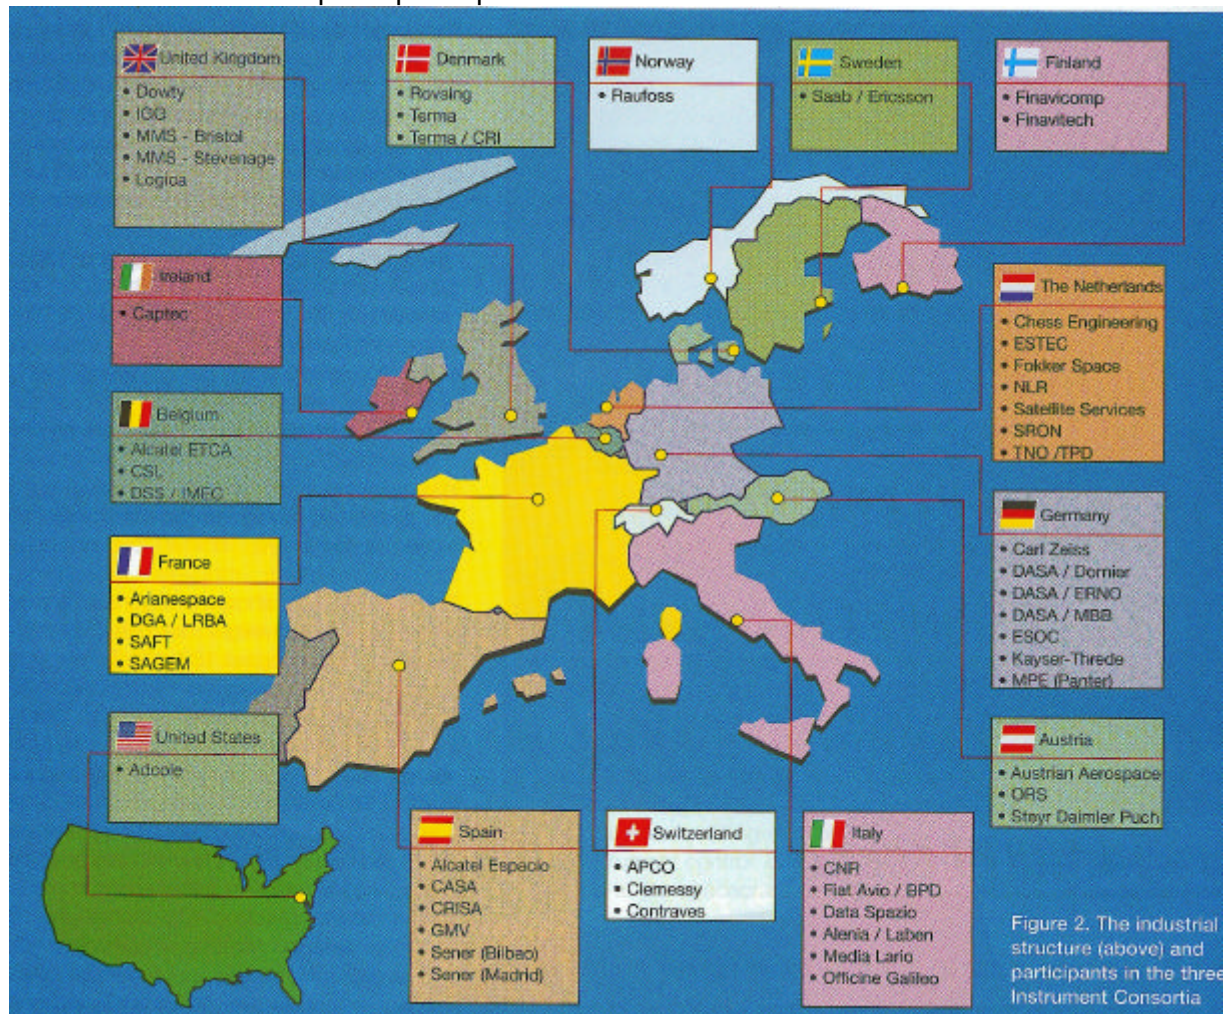 United Kingdom
• Dowty
• IGG
• MMS - Bristol
• MMS - Stevenage
• Logica
Denmark
• Rovsing
• Terma
• Terma / CRI
Norway
• Raufoss
Sweden
• Saab / Ericsson
Finland
• Finavicomp
• Finavitech
Ireland
• Captec
The Netherlands
• Chess Engineering
• ESTEC
• Fokker Space
• NLR
• Satellite Services
• SRON
• TNO /TPD
Belgium
• Alcatel ETCA
• CSL
• DSS / IMEC
Germany
• Carl Zeiss
• DASA / Dornier
• DASA / ERNO
• DASA / MBB
• ESOC
• Kayser-Threde
• MPE (Panter)
France
• Arianespace
• DGA / LRBA
• SAFT
• SAGEM
United States
• Adcole
Austria
• Austrian Aerospace
• ORS
• Steyr Daimler Puch
Spain
• Alcatel Espacio
• CASA
• CRISA
• GMV
• Sener (Bilbao)
• Sener (Madrid)
Switzerland
• APCO
• Clemessy
• Contraves
Italy
• CNR
• Fiat Avio / BPD
• Data Spazio
• Alenia / Laben
• Media Lario
• Officine Galileo
Figure 2. The industrial
structure (above) and
participants in the three
Instrument Consortia